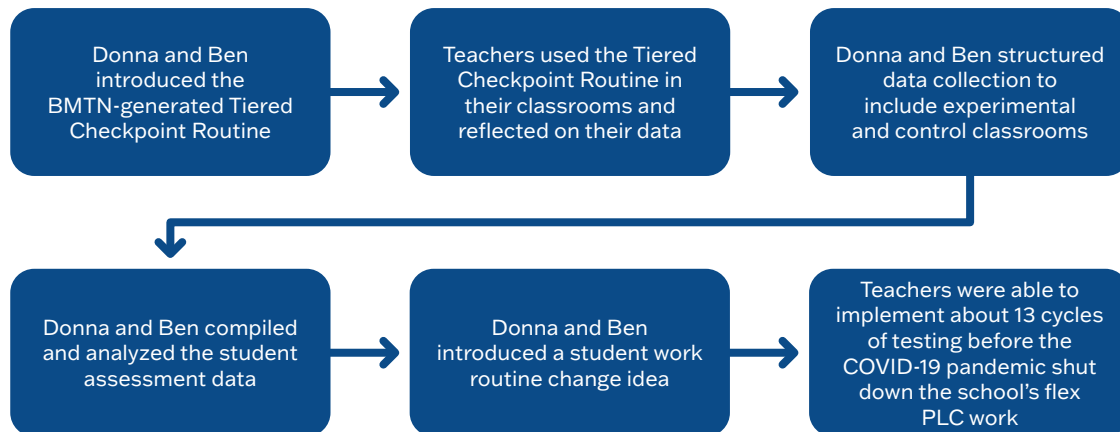 Donna and Ben
introduced the
BMTN-generated Tiered
Checkpoint Routine
Teachers used the Tiered
Checkpoint Routine in
their classrooms and
reflected on their data
Donna and Ben structured
data collection to
include experimental
and control classrooms
Donna and Ben compiled
and analyzed the student
assessment data
Donna and Ben
introduced a student work
routine change idea
Teachers were able to
implement about 13 cycles
of testing before the
COVID-19 pandemic shut
down the school’s flex
PLC work